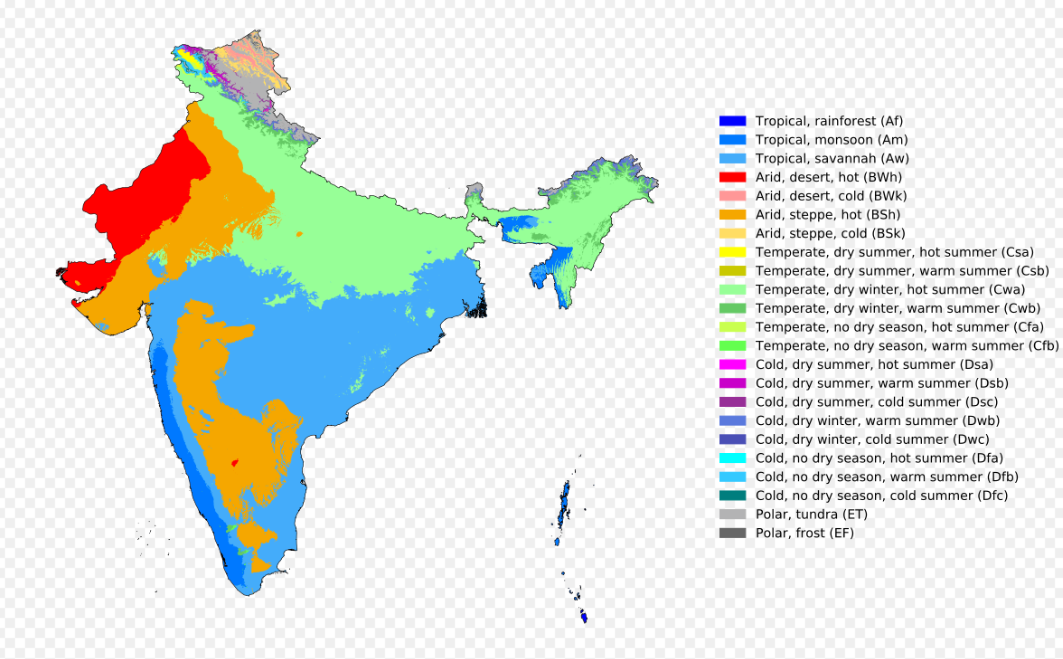 Tropical, rainforest (Af)
Tropical, monsoon (Am)
Tropical, savannah (Aw)
Arid, desert, hot (BWh)
Arid, desert, cold (BWk)
Arid, steppe, hot (BSh)
Arid, steppe, cold (BSk)
Temperate, dry summer, hot summer (Csa)
Temperate, dry summer, warm summer (Csb)
Temperate, dry winter, hot summer (Cwa)
Temperate, dry winter, warm summer (Cwb)
Temperate, no dry season, hot summer (Cfa)
Temperate, no dry season, warm summer (Cfb)
Cold, dry summer, hot summer (Dsa)
Cold, dry summer, warm summer (Dsb)
Cold, dry summer, cold summer (Dsc)
Cold, dry winter, warm summer (Dwb)
Cold, dry winter, cold summer (Dwc)
Cold, no dry season, hot summer (Dfa)
Cold, no dry season, warm summer (Dfb)
Cold, no dry season, cold summer (Dfc)
Polar, tundra (ET)
Polar, frost (EF)